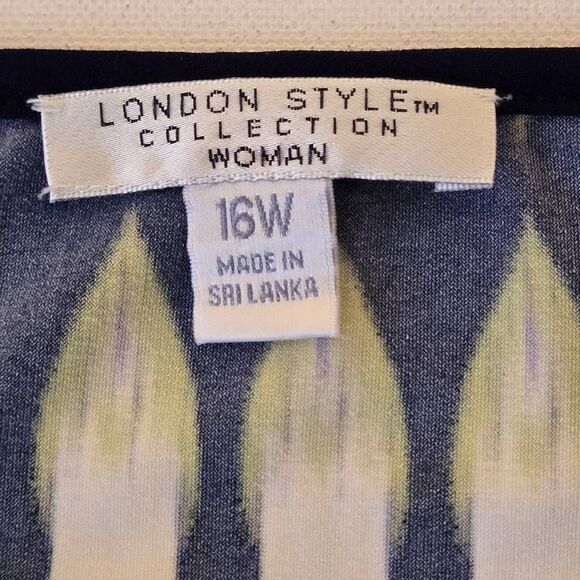 LONDON STYLE™
COLLECTION
WOMAN
16W
MADE IN
SRI LANKA